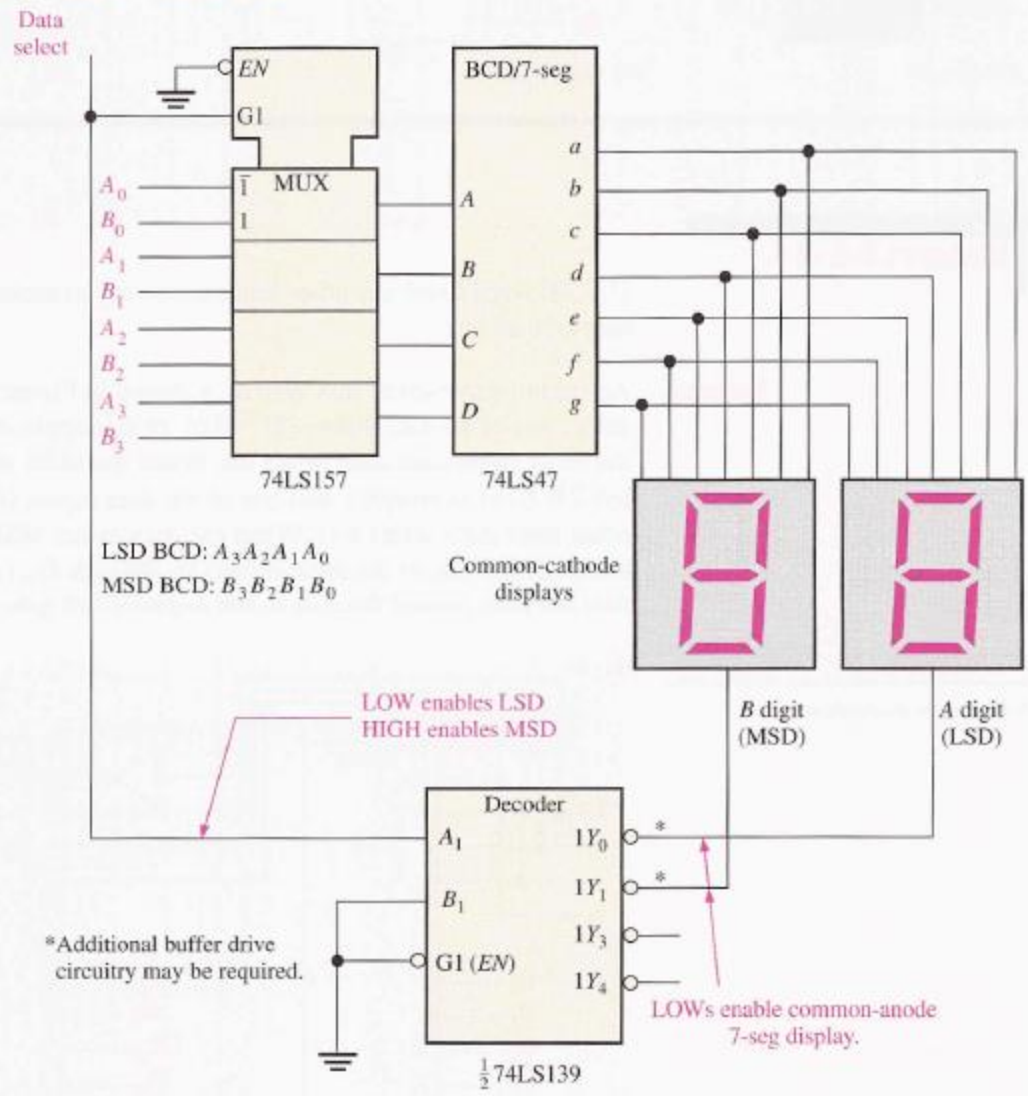 Data
select
EN
G1
BCD/7-seg
MUX
A₀
1̅
B₀
1
A₁
B₁
A₂
B₂
A₃
B₃
A
B
C
D
a
b
c
d
e
f
g
74LS157
74LS47
LSD BCD: A₃A₂A₁A₀
MSD BCD: B₃B₂B₁B₀
Common-cathode
displays
LOW enables LSD
HIGH enables MSD
B digit
(MSD)
A digit
(LSD)
Decoder
A₁
B₁
G1 (EN)
1Y₀
*
1Y₁
*
1Y₃
1Y₄
*Additional buffer drive
circuitry may be required.
LOWs enable common-anode
7-seg display.
½ 74LS139